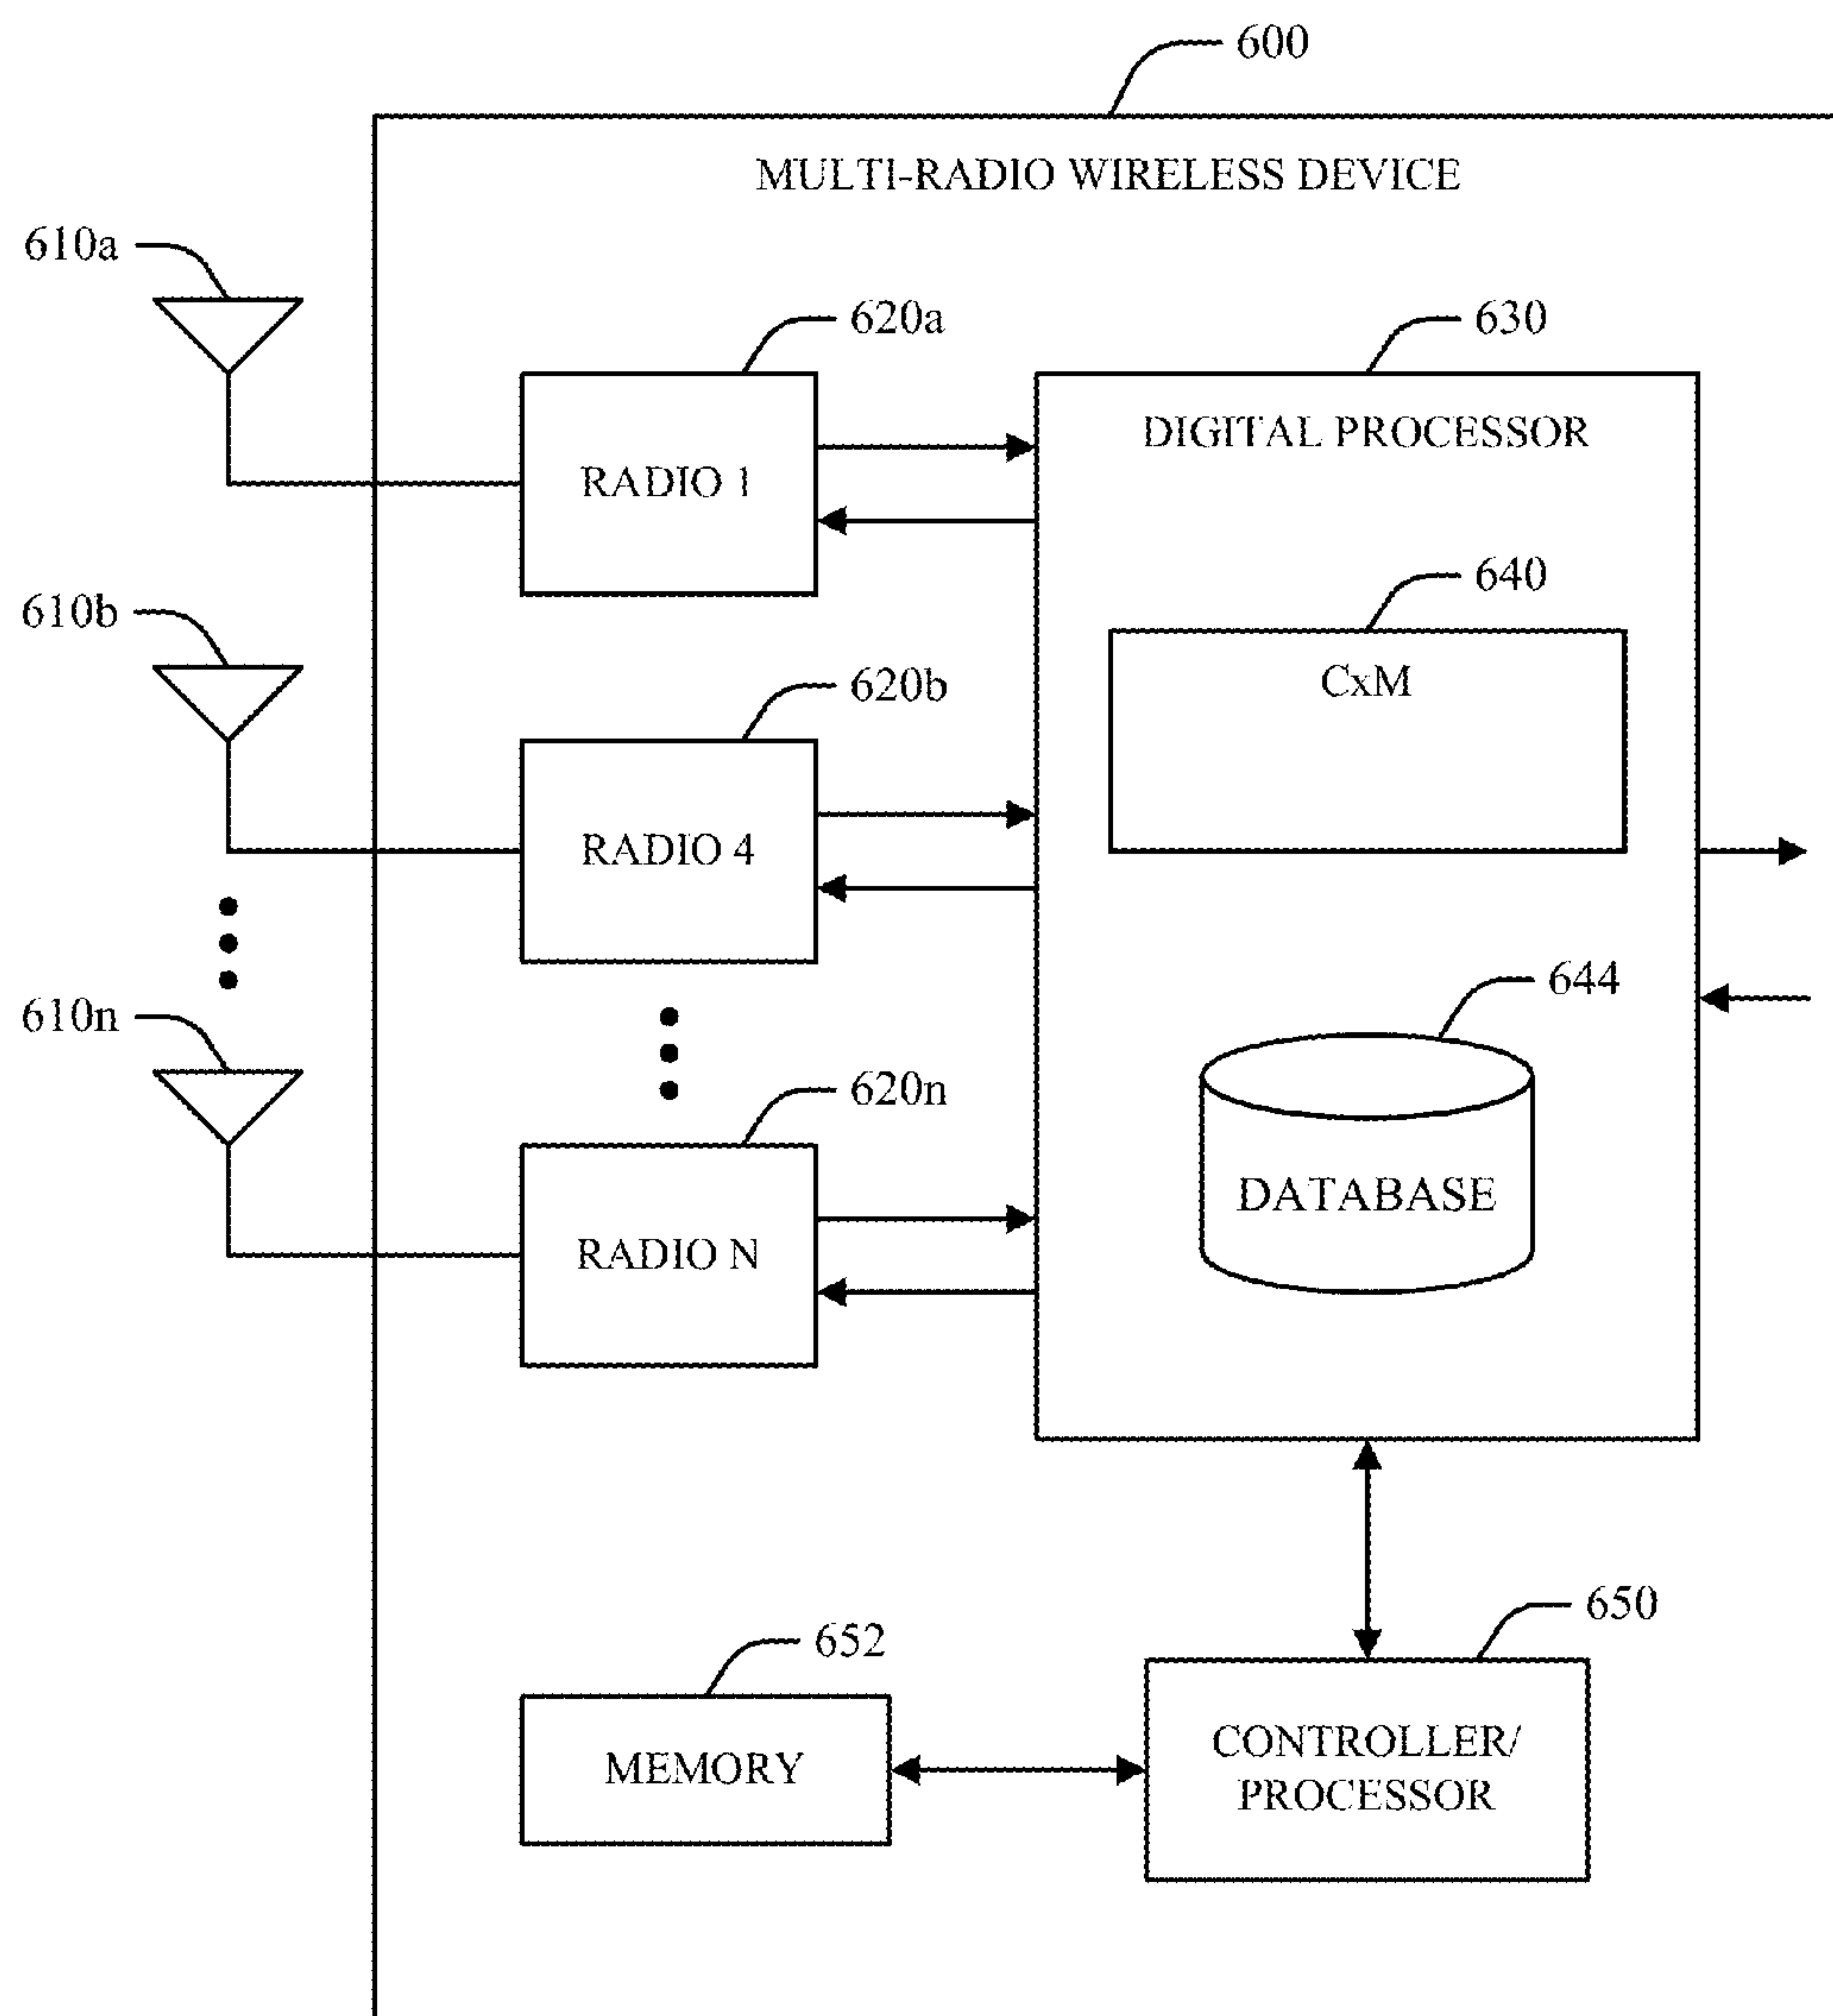 600
MULTI-RADIO WIRELESS DEVICE
610a
620a
630
RADIO 1
DIGITAL PROCESSOR
640
CxM
610b
620b
RADIO 4
644
DATABASE
610n
620n
RADIO N
650
652
MEMORY
CONTROLLER/
PROCESSOR